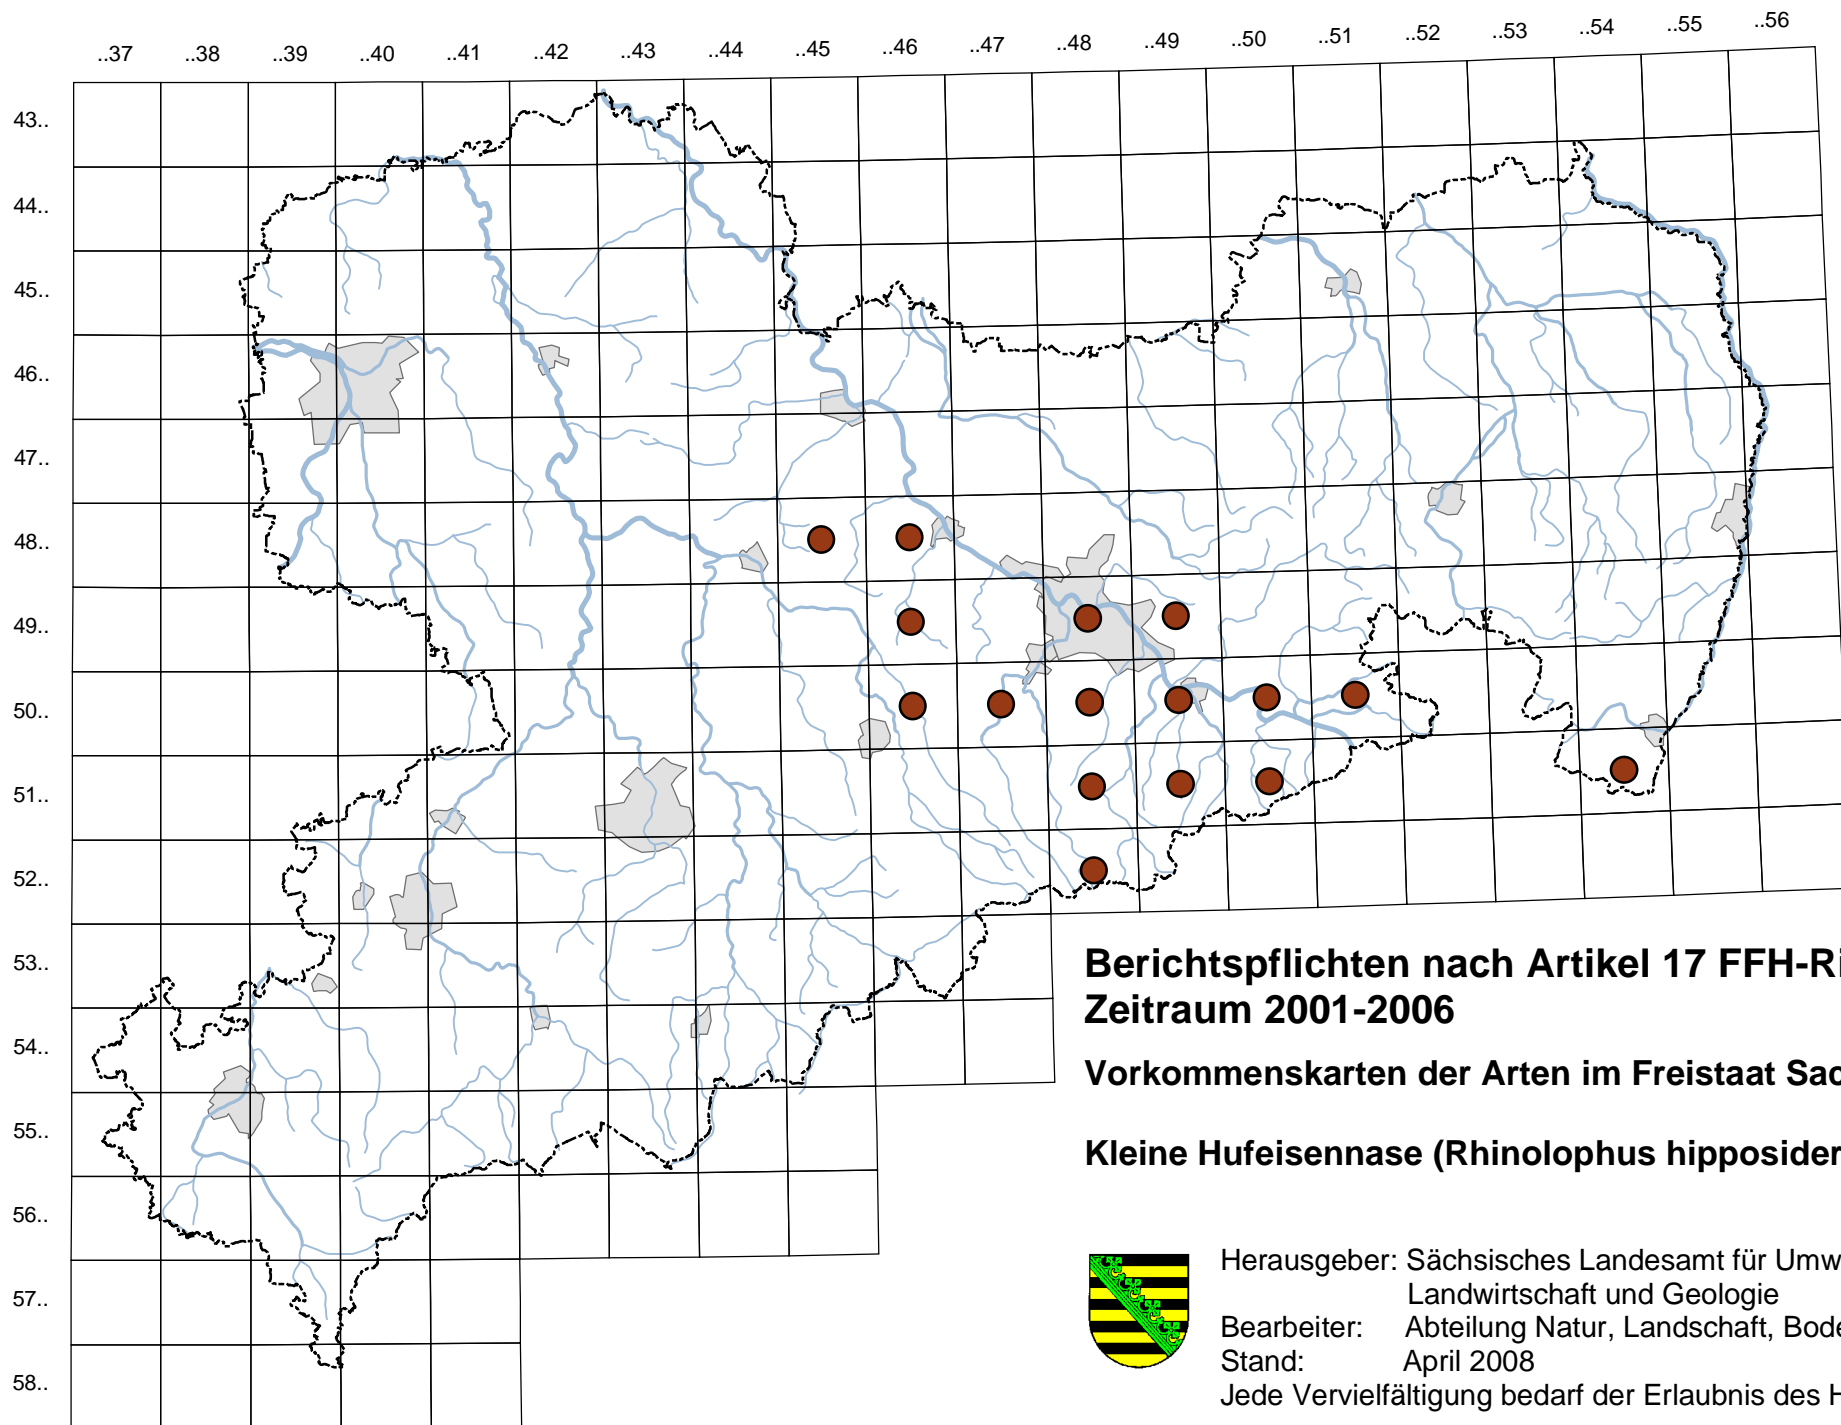 ..37 ..38 ..39 ..40 ..41 ..42 ..43 ..44 ..45 ..46 ..47 ..48 ..49 ..50 ..51 ..52 ..53 ..54 ..55 ..56
43..
44..
45..
46..
47..
48..
49..
50..
51..
52..
53..
54..
55..
56..
57..
58..
Berichtspflichten nach Artikel 17 FFH-Ri
Zeitraum 2001-2006
Vorkommenskarten der Arten im Freistaat Sac
Kleine Hufeisennase (Rhinolophus hipposider
Herausgeber: Sächsisches Landesamt für Umw
Landwirtschaft und Geologie
Bearbeiter: Abteilung Natur, Landschaft, Bode
Stand: April 2008
Jede Vervielfältigung bedarf der Erlaubnis des H